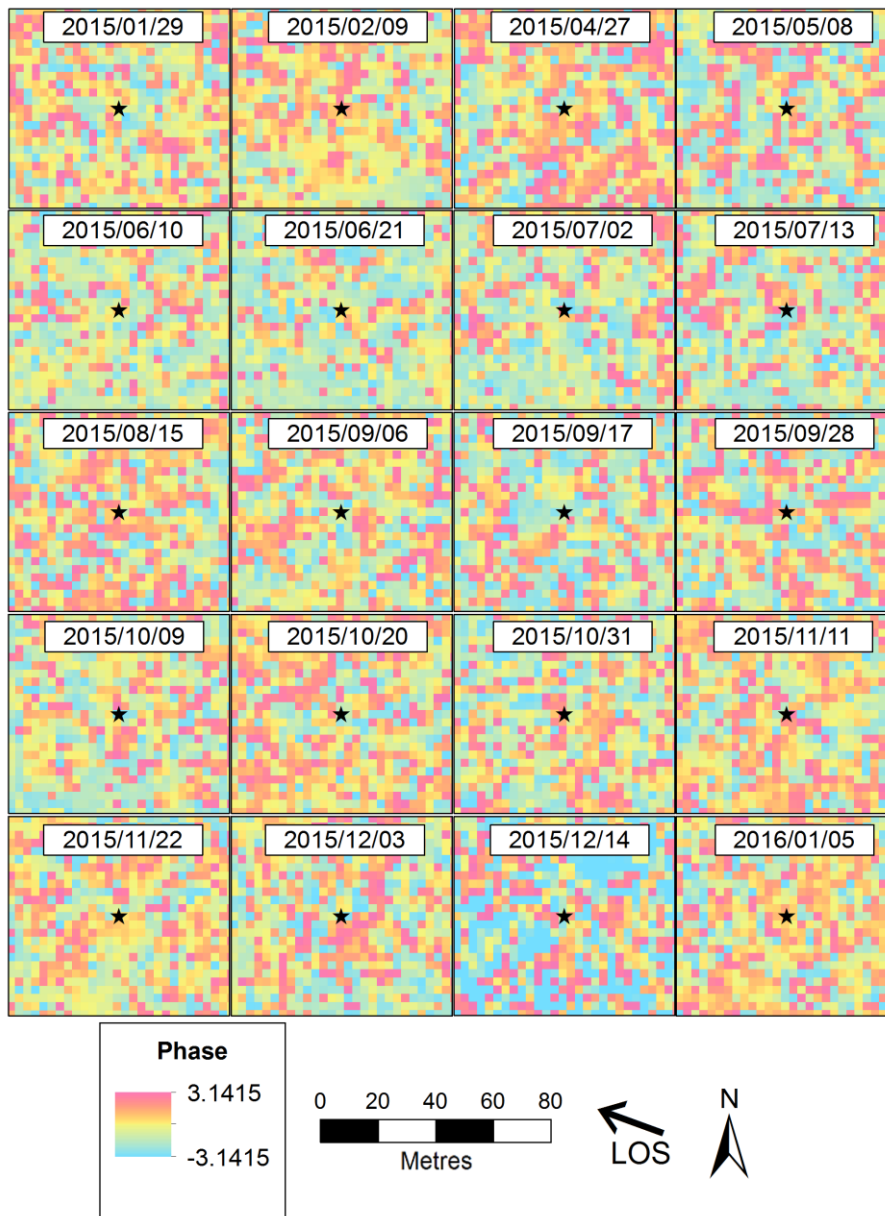 2015/01/29 2015/02/09 2015/04/27 2015/05/08
2015/06/10 2015/06/21 2015/07/02 2015/07/13
2015/08/15 2015/09/06 2015/09/17 2015/09/28
2015/10/09 2015/10/20 2015/10/31 2015/11/11
2015/11/22 2015/12/03 2015/12/14 2016/01/05
Phase
3.1415
-3.1415
0 20 40 60 80
Metres
LOS
N